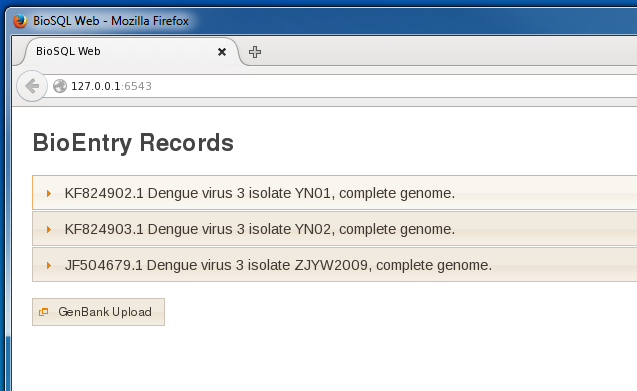 BioSQL Web - Mozilla Firefox
BioSQL Web
127.0.0.1:6543
BioEntry Records
KF824902.1 Dengue virus 3 isolate YN01, complete genome.
KF824903.1 Dengue virus 3 isolate YN02, complete genome.
JF504679.1 Dengue virus 3 isolate ZJYW2009, complete genome.
GenBank Upload